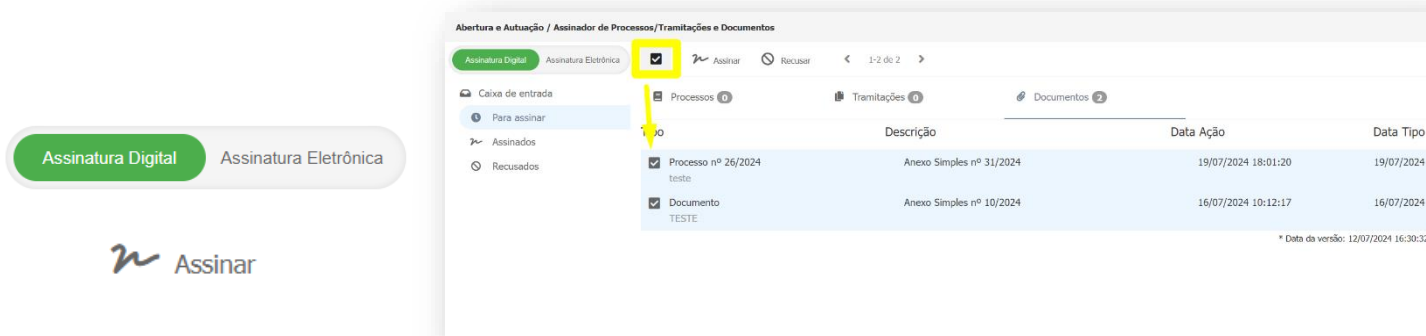 Assinatura Digital Assinatura Eletrônica
Assinar
Abertura e Autuação / Assinador de Processos/Tramitações e Documentos
Assinatura Digital Assinatura Eletrônica Assinar Recusar 1-2 de 2
Caixa de entrada
Para assinar
Assinados
Recusados
Processos 0 Tramitações 0 Documentos 2
Tipo Descrição Data Ação Data Tipo
Processo nº 26/2024 Anexo Simples nº 31/2024 19/07/2024 18:01:20 19/07/2024
teste
Documento Anexo Simples nº 10/2024 16/07/2024 10:12:17 16/07/2024
TESTE
* Data da versão: 12/07/2024 16:30:32